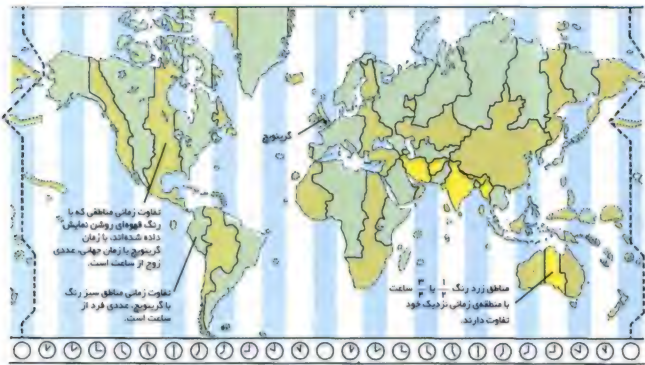 گرینویچ
تفاوت زمانی مناطقی که با
رنگ قهوه‌ای روشن نمایش
داده شده‌اند، با زمان
گرینویچ یا زمان جهانی، عددی
زوج از ساعت است.
تفاوت زمانی مناطق سبز رنگ
با گرینویچ، عددی فرد از
ساعت است.
مناطق زرد رنگ ۱/۲ یا ۳/۴ ساعت
با منطقه‌ی زمانی نزدیک خود
تفاوت دارند.